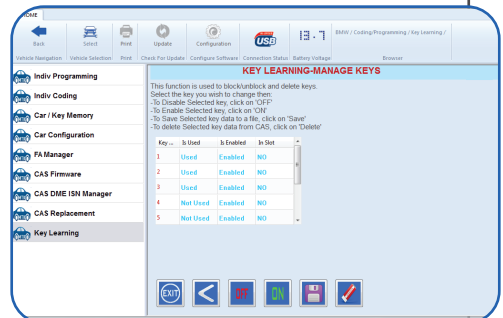 HOME
Back
Select
Print
Update
Configuration
USB
13.7
BMW / Coding/Programming / Key Learning /
Vehicle Navigation
Vehicle Selection
Print
Check For Update
Configure Software
Connection Status
Battery Voltage
Browser
Indiv Programming
Indiv Coding
Car / Key Memory
Car Configuration
FA Manager
CAS Firmware
CAS DME ISN Manager
CAS Replacement
Key Learning
KEY LEARNING-MANAGE KEYS
This function is used to block/unblock and delete keys.
Select the key you wish to change then:
-To Disable Selected key, click on 'OFF'
-To Enable Selected key, click on 'ON'
-To Save Selected key data to a file, click on 'Save'
-To delete Selected key data from CAS, click on 'Delete'
Key ... Is Used Is Enabled In Slot
1 Used Enabled NO
2 Used Enabled NO
3 Used Enabled NO
4 Not Used Enabled NO
5 Not Used Enabled NO
EXIT
OFF
ON